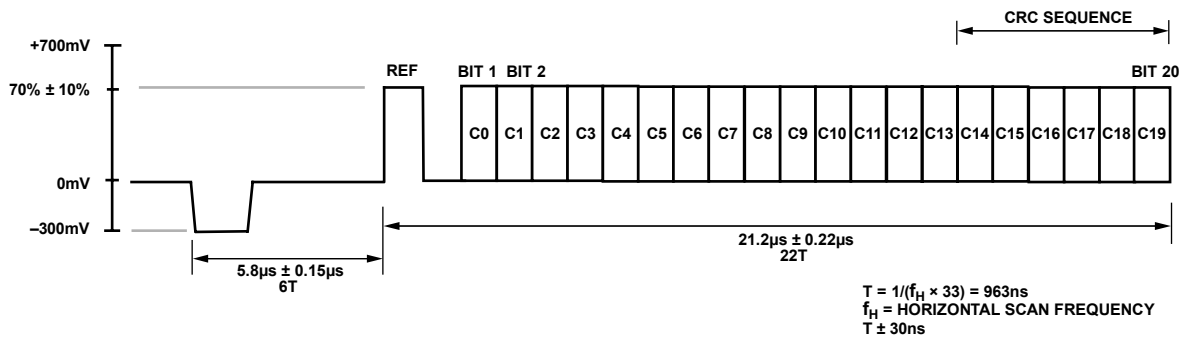 CRC SEQUENCE
+700mV
REF
BIT 1 BIT 2
BIT 20
70% ± 10%
C0 C1 C2 C3 C4 C5 C6 C7 C8 C9 C10 C11 C12 C13 C14 C15 C16 C17 C18 C19
0mV
–300mV
21.2µs ± 0.22µs
22T
5.8µs ± 0.15µs
6T
T = 1/(fH × 33) = 963ns
fH = HORIZONTAL SCAN FREQUENCY
T ± 30ns